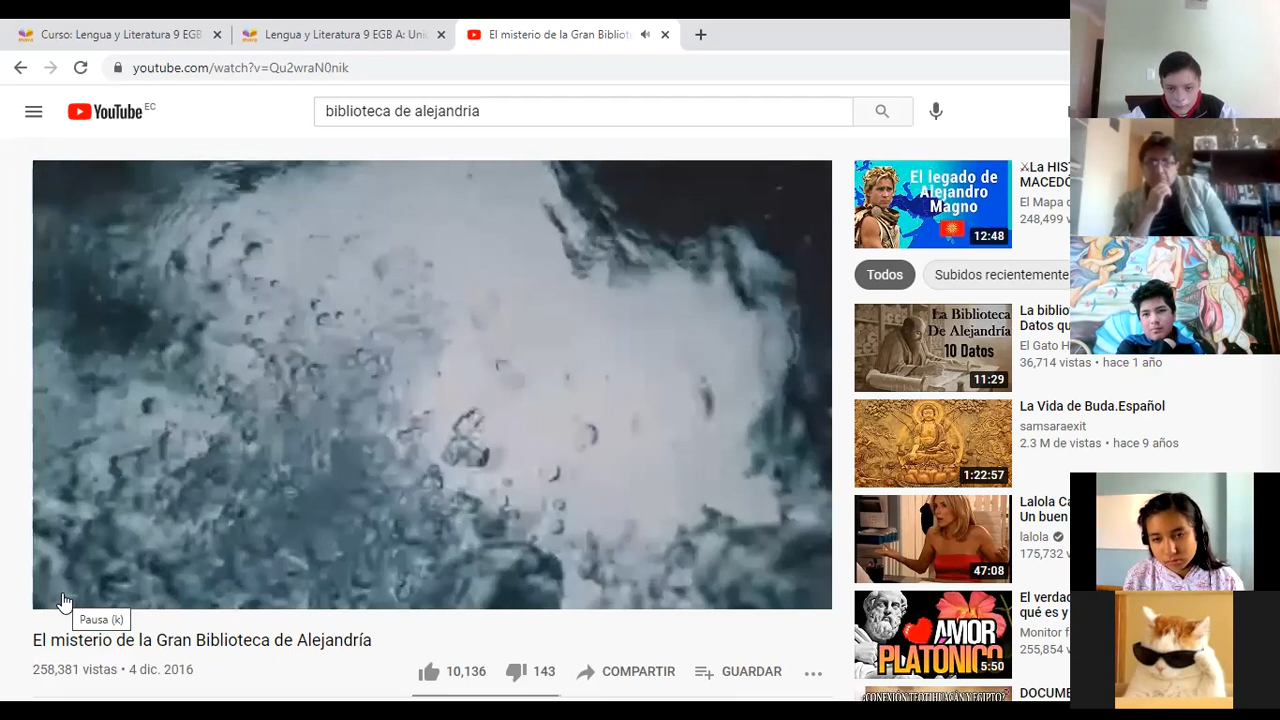 Curso: Lengua y Literatura 9 EGB
Lengua y Literatura 9 EGB A: Uni
El misterio de la Gran Bibliot
youtube.com/watch?v=Qu2wraN0nik
YouTube EC
biblioteca de alejandria
El legado de
Alejandro
Magno
12:48
⚔La HIST
MACEDÓ
El Mapa d
248,499 v
Todos
Subidos recientemente
La Biblioteca
De Alejandría
10 Datos
11:29
La biblio
Datos qu
El Gato H
36,714 vistas • hace 1 año
1:22:57
La Vida de Buda.Español
samsaraexit
2.3 M de vistas • hace 9 años
47:08
Lalola Ca
Un buen
lalola
175,732 v
AMOR
PLATÓNICO
5:50
El verdad
qué es y
Monitor f
255,854 v
¿CONEXIÓN TEOTIHUACÁN Y EGIPTO?
DOCUME
Pausa (k)
El misterio de la Gran Biblioteca de Alejandría
258,381 vistas • 4 dic. 2016
10,136
143
COMPARTIR
GUARDAR